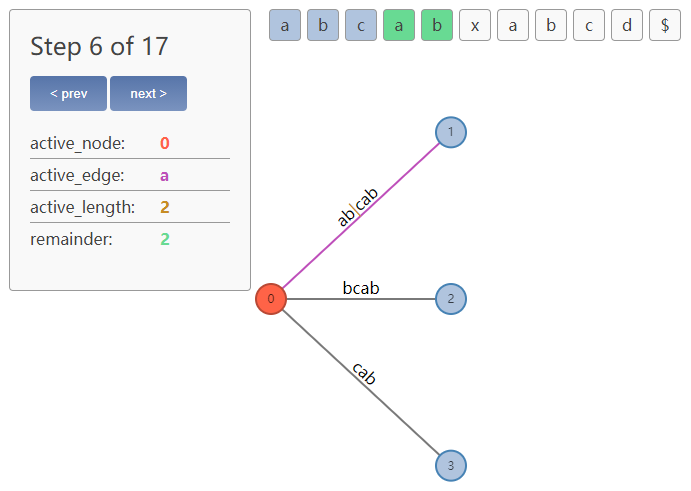 Step 6 of 17
< prev next >
active_node: 0
active_edge: a
active_length: 2
remainder: 2
a b c a b x a b c d $
1
ab|cab
0
bcab
2
cab
3